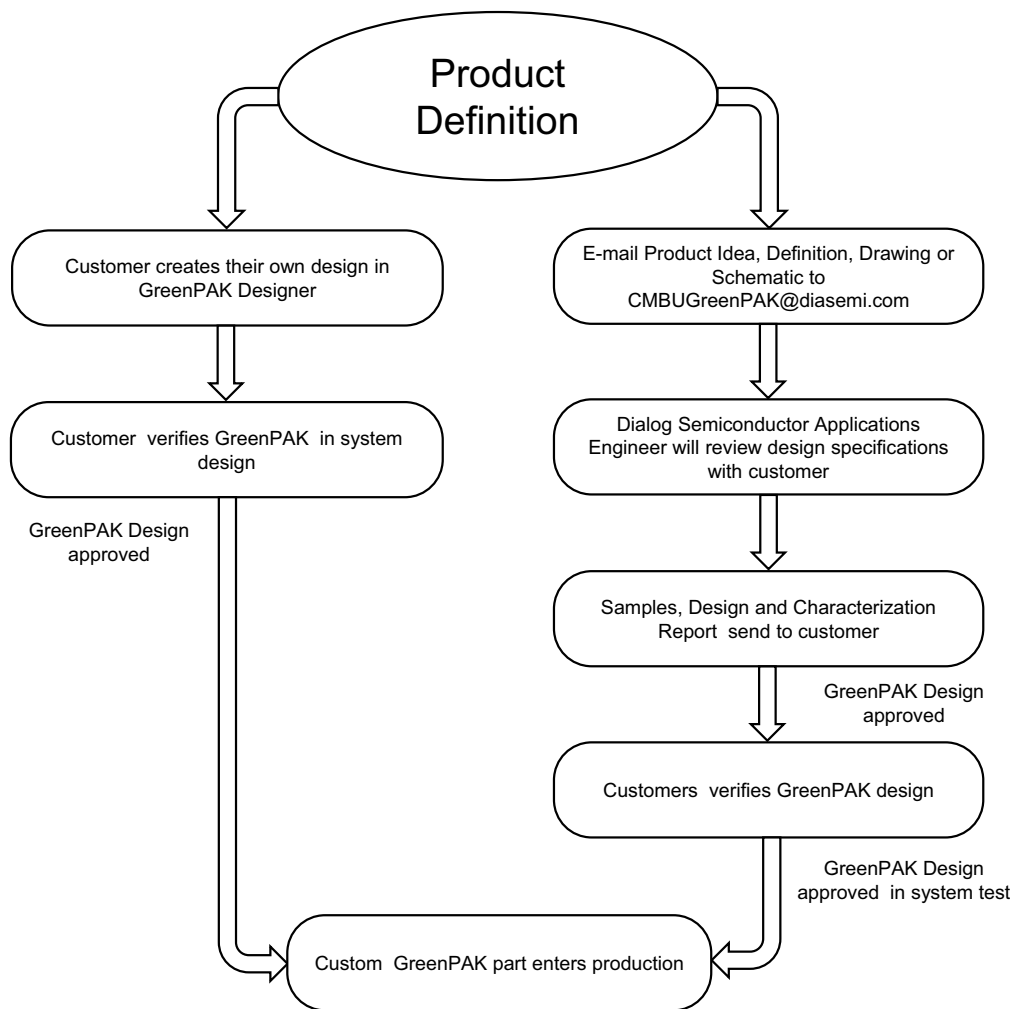 Product
Definition
Customer creates their own design in
GreenPAK Designer
Customer verifies GreenPAK in system
design
GreenPAK Design
approved
E-mail Product Idea, Definition, Drawing or
Schematic to
CMBUGreenPAK@diasemi.com
Dialog Semiconductor Applications
Engineer will review design specifications
with customer
Samples, Design and Characterization
Report send to customer
GreenPAK Design
approved
Customers verifies GreenPAK design
GreenPAK Design
approved in system test
Custom GreenPAK part enters production